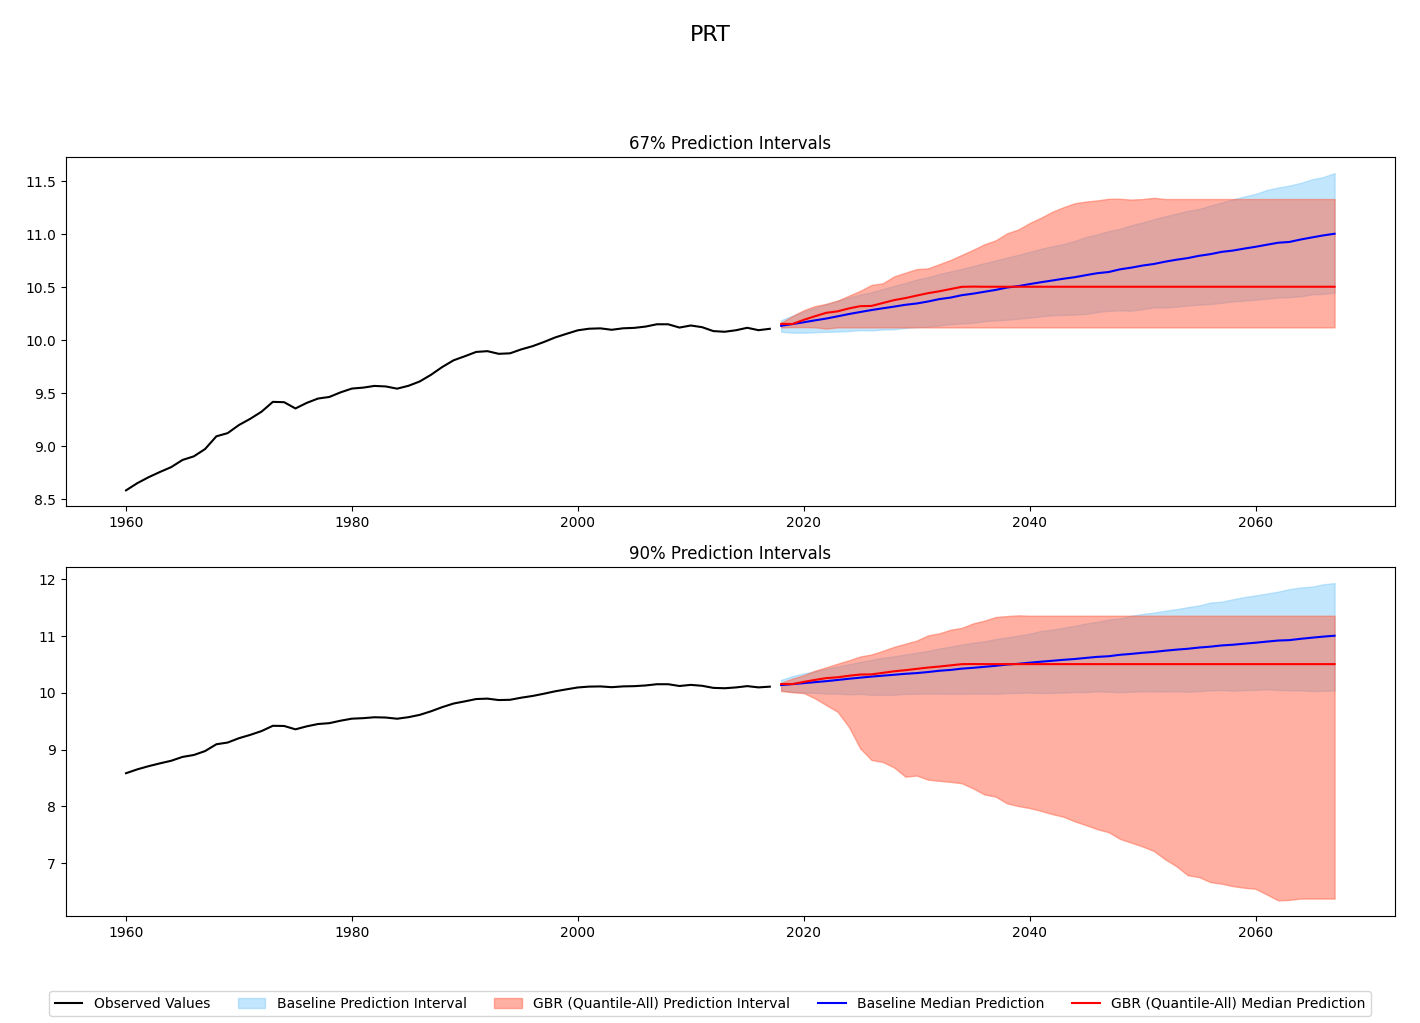 PRT
67% Prediction Intervals
11.5
11.0
10.5
10.0
9.5
9.0
8.5
1960 1980 2000 2020 2040 2060
90% Prediction Intervals
12
11
10
9
8
7
1960 1980 2000 2020 2040 2060
Observed Values Baseline Prediction Interval GBR (Quantile-All) Prediction Interval Baseline Median Prediction GBR (Quantile-All) Median Prediction